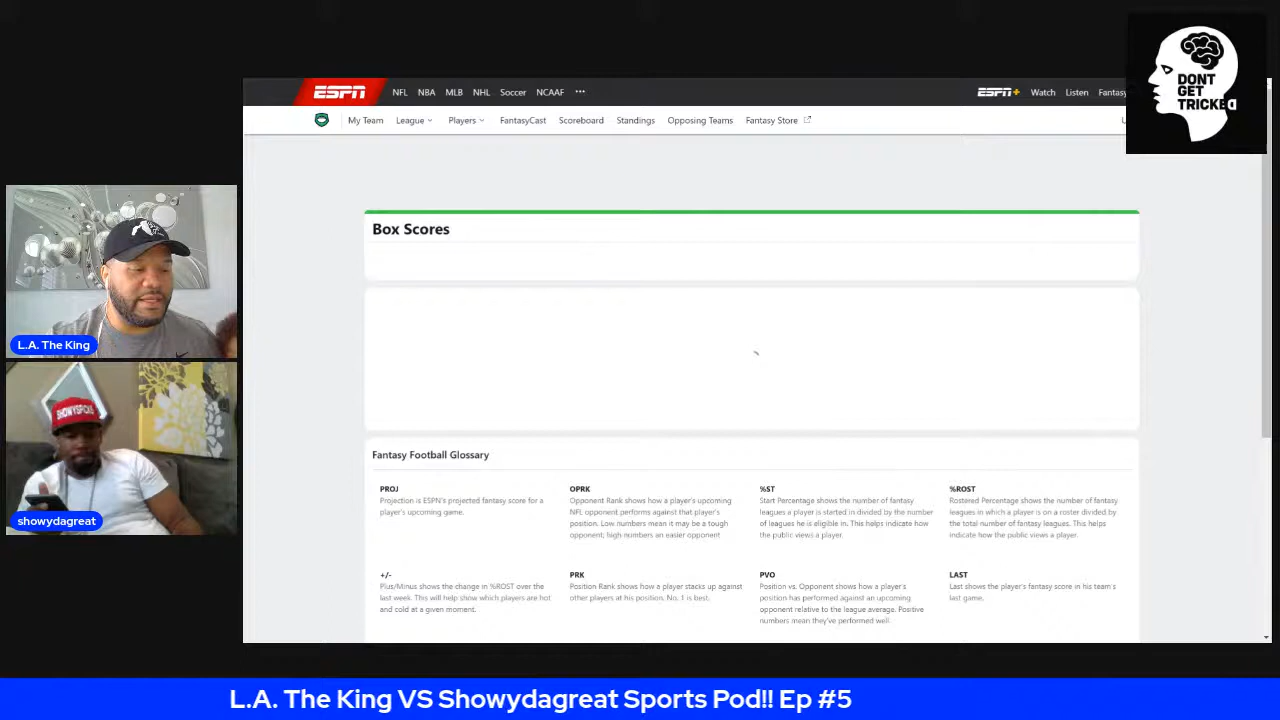 DONT
GET
TRICKED
ESPN NFL NBA MLB NHL Soccer NCAAF ••• ESPN+ Watch Listen Fantasy
My Team League Players FantasyCast Scoreboard Standings Opposing Teams Fantasy Store
Box Scores
L.A. The King
SHOWYSPODS
showydagreat
Fantasy Football Glossary
PROJ
Projection is ESPN's projected fantasy score for a
player's upcoming game.
OPRK
Opponent Rank shows how a player's upcoming
NFL opponent performs against that player's
position. Low numbers mean it may be a tough
opponent; high numbers an easier opponent
%ST
Start Percentage shows the number of fantasy
leagues a player is started in divided by the number
of leagues he is eligible in. This helps indicate how
the public views a player.
%ROST
Rostered Percentage shows the number of fantasy
leagues in which a player is on a roster divided by
the total number of fantasy leagues. This helps
indicate how the public views a player.
+/-
Plus/Minus shows the change in %ROST over the
last week. This will help show which players are hot
and cold at a given moment.
PRK
Position Rank shows how a player stacks up against
other players at his position. No. 1 is best.
PVO
Position vs. Opponent shows how a player's
position has performed against an upcoming
opponent relative to the league average. Positive
numbers mean they've performed well.
LAST
Last shows the player's fantasy score in his team's
last game.
L.A. The King VS Showydagreat Sports Pod!! Ep #5